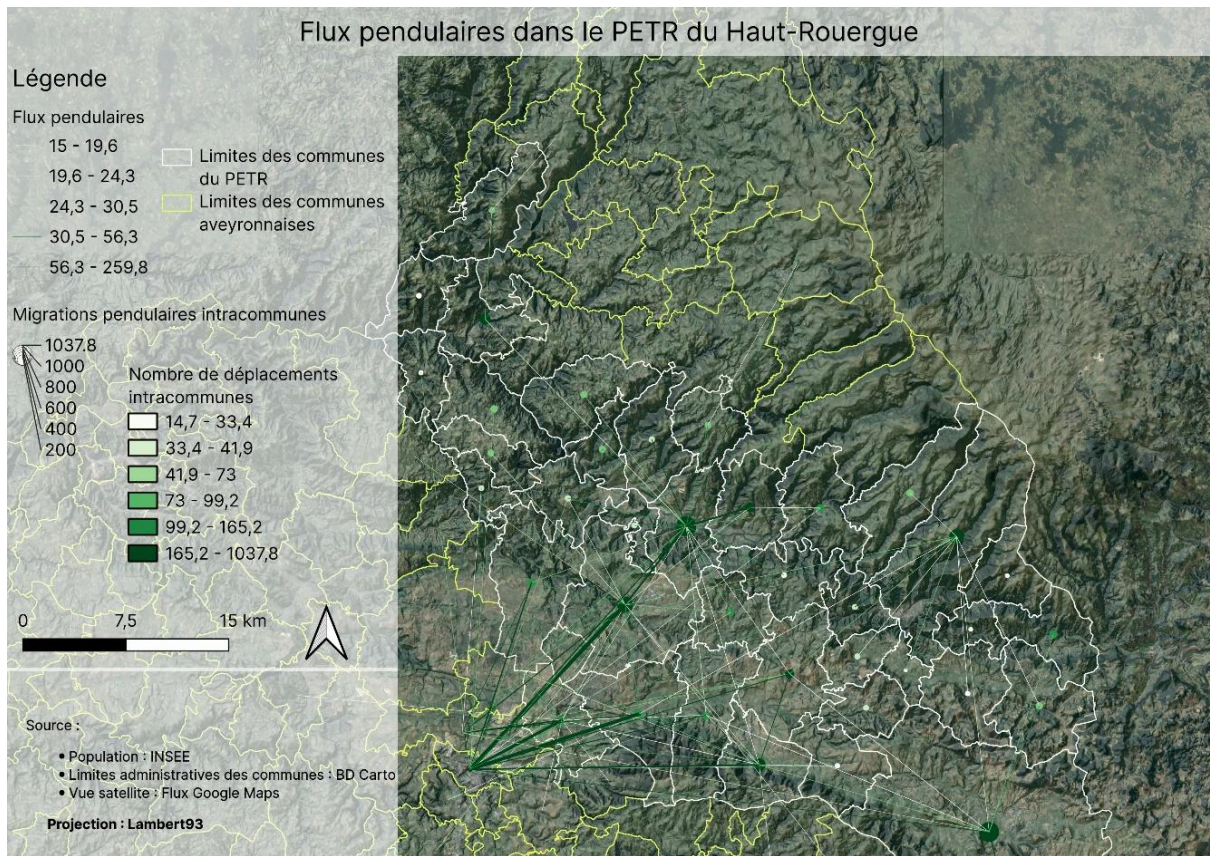 Flux pendulaires dans le PETR du Haut-Rouergue
Légende
Flux pendulaires
15 - 19,6
19,6 - 24,3
24,3 - 30,5
30,5 - 56,3
56,3 - 259,8
Limites des communes
du PETR
Limites des communes
aveyronnaises
Migrations pendulaires intracommunes
1037.8
1000
800
600
400
200
Nombre de déplacements
intracommunes
14,7 - 33,4
33,4 - 41,9
41,9 - 73
73 - 99,2
99,2 - 165,2
165,2 - 1037,8
0 7,5 15 km
Source :
• Population : INSEE
• Limites administratives des communes : BD Carto
• Vue satellite : Flux Google Maps
Projection : Lambert93